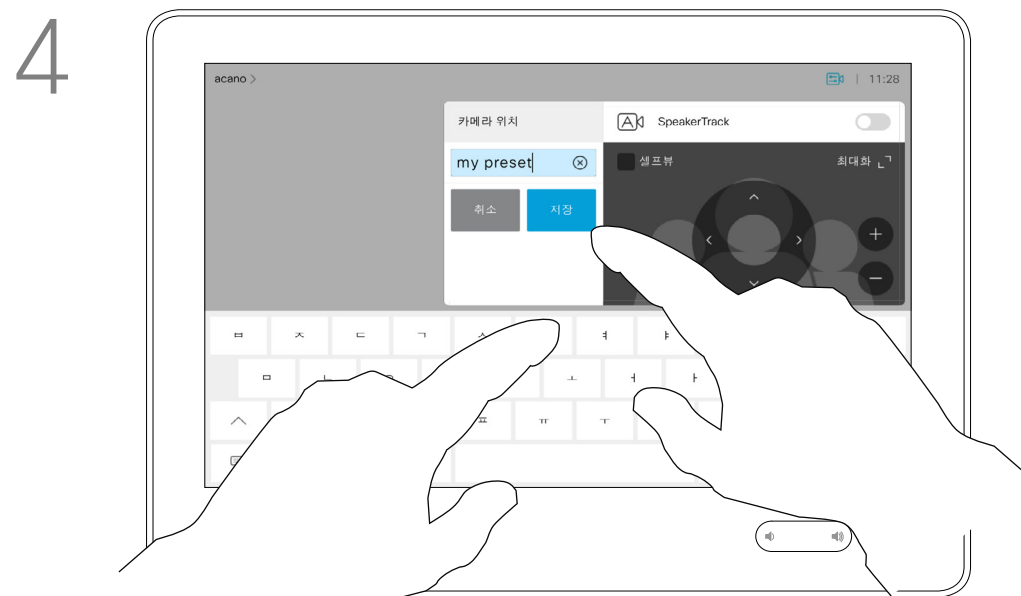 4
acano >
11:28
카메라 위치
SpeakerTrack
my preset
셀프뷰
최대화
취소
저장
ㅂ ㅈ ㄷ ㄱ ㅅ ㅕ ㅑ
ㅁ ㄴ ㅇ ㅗ ㅓ ㅏ
ㅍ ㅠ ㅜ